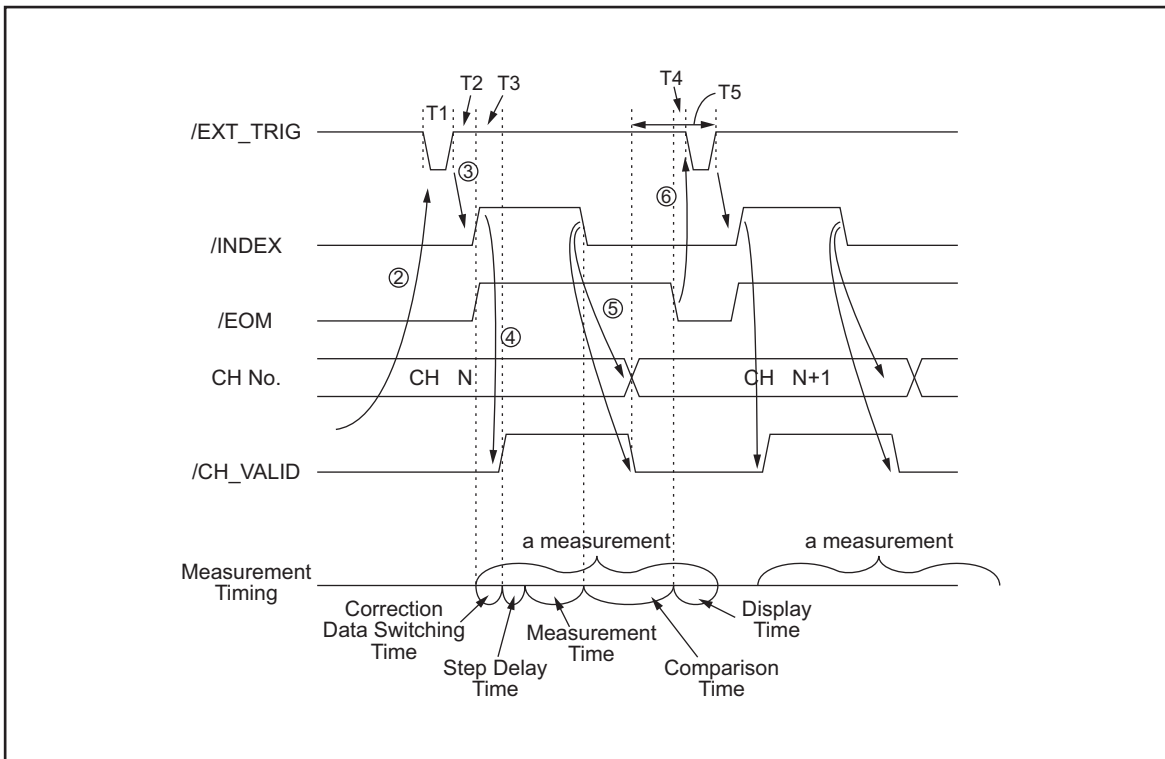 T1
T2
T3
T4
T5
/EXT_TRIG
③
⑥
/INDEX
②
⑤
/EOM
④
CH No.
CH N
CH N+1
/CH_VALID
a measurement
a measurement
Measurement
Timing
Correction
Data Switching
Time
Step Delay
Time
Measurement
Time
Comparison
Time
Display
Time